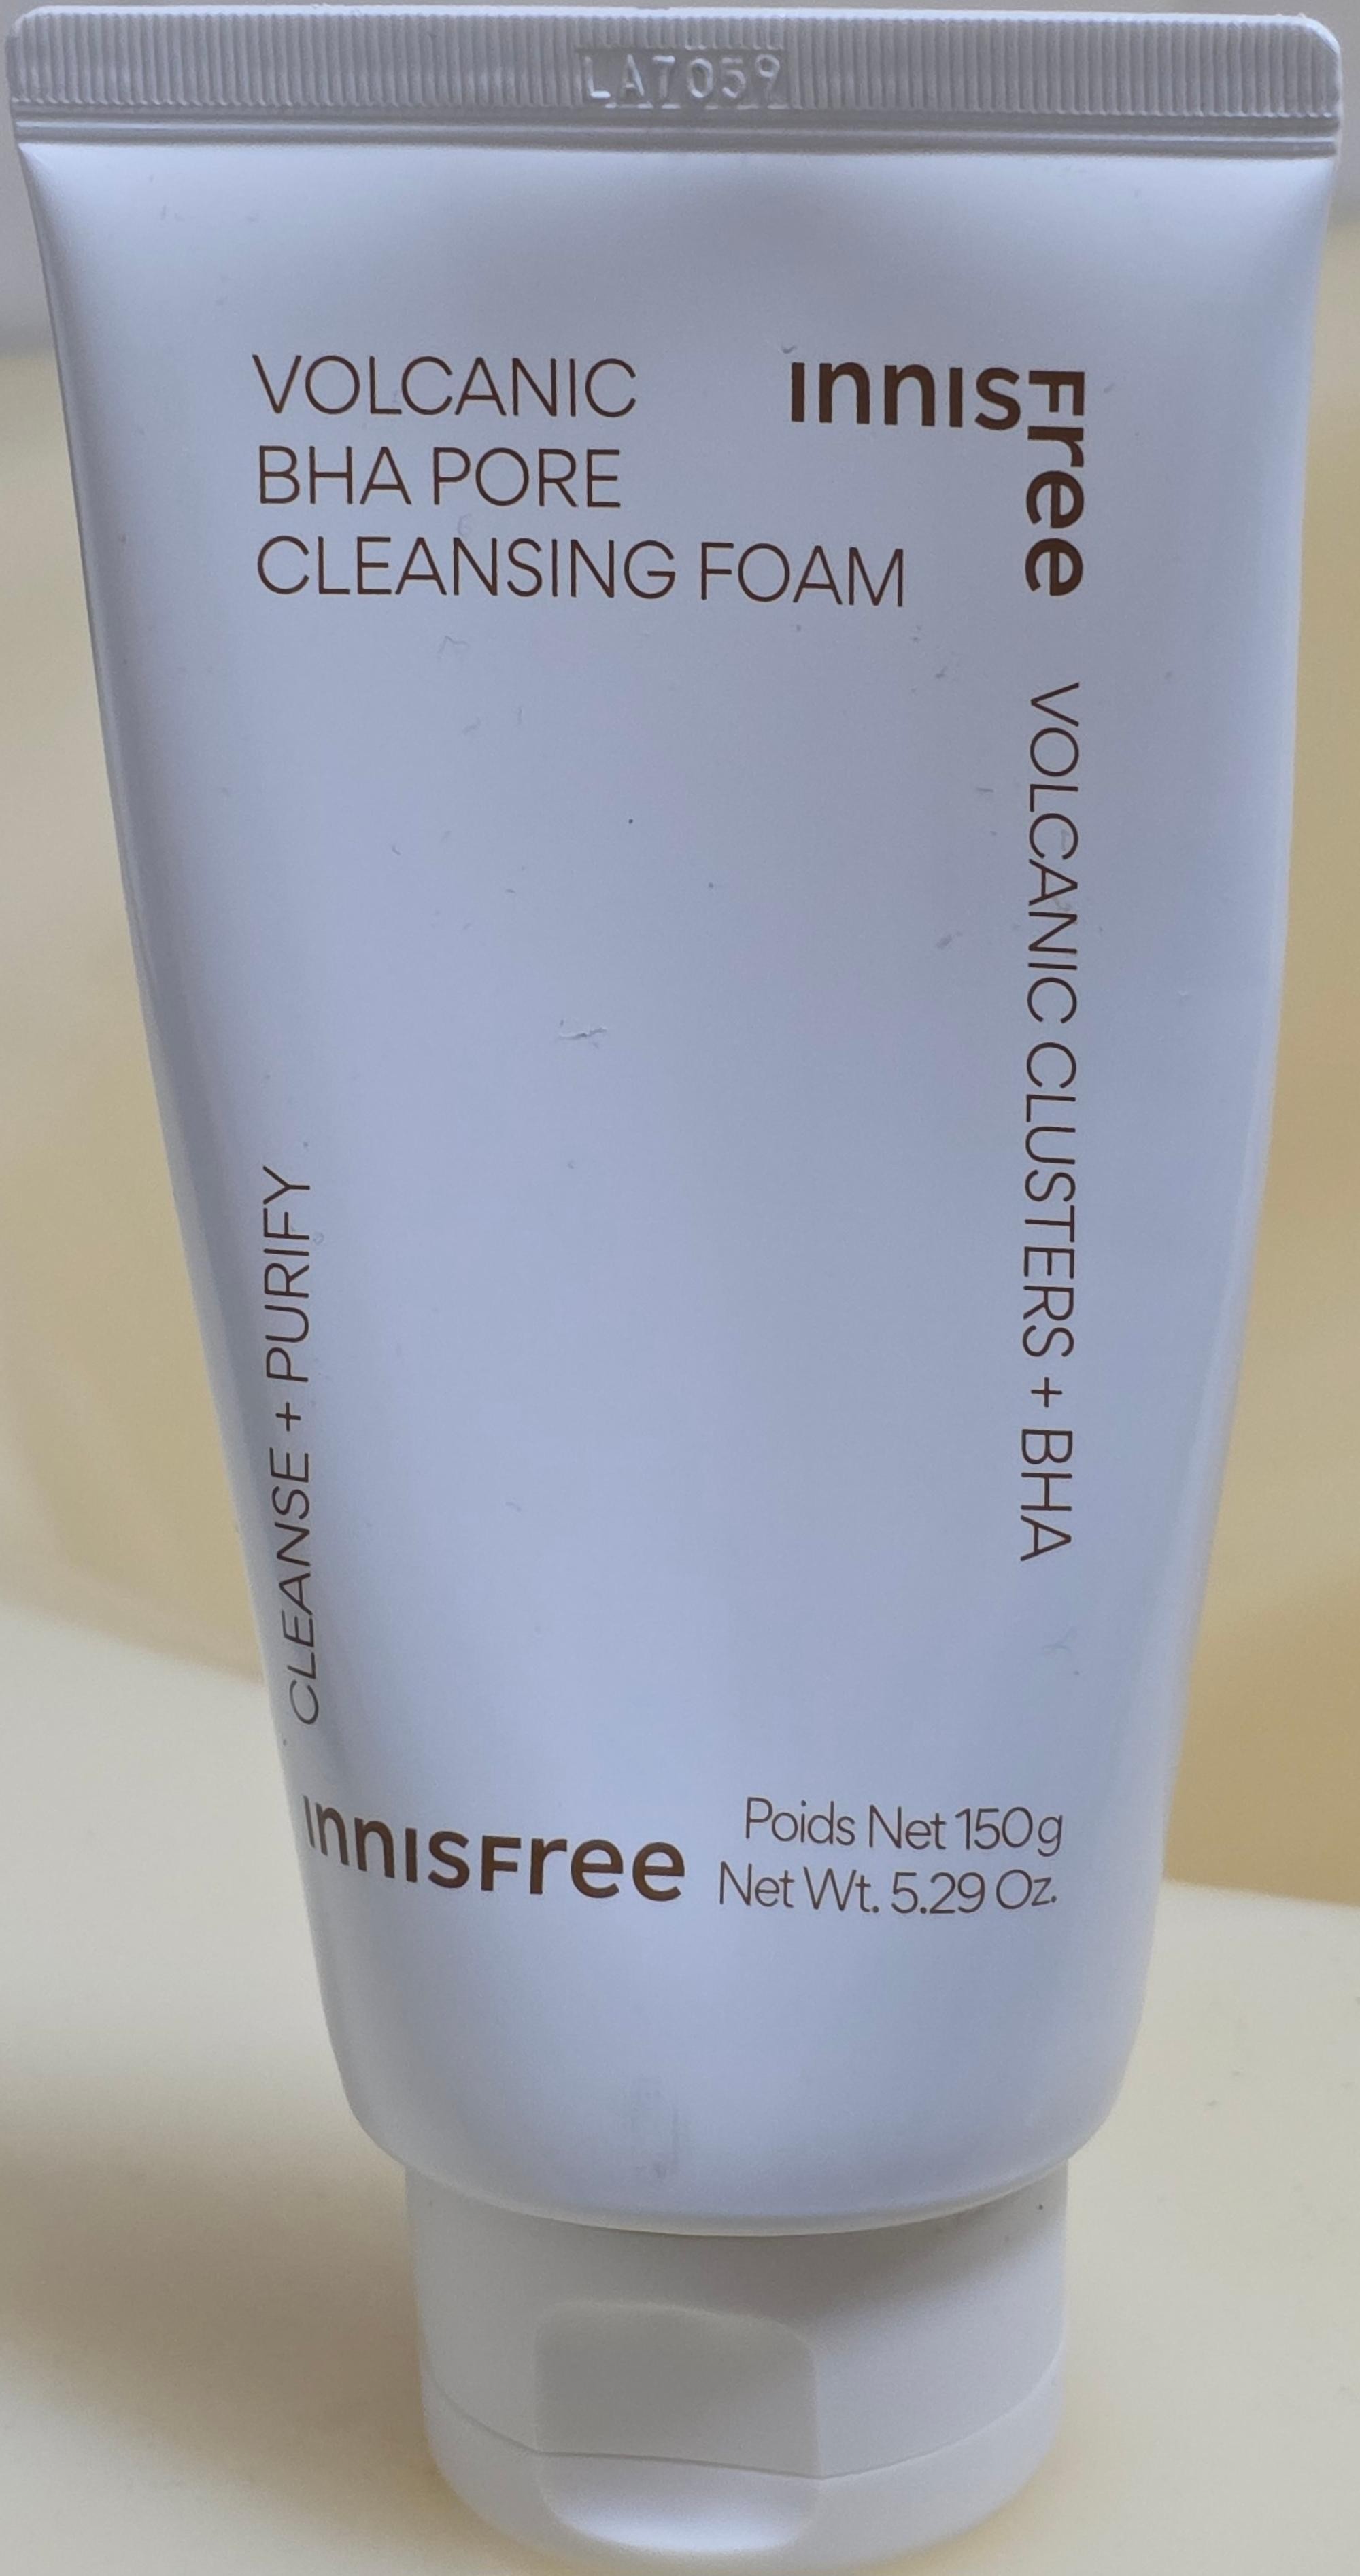 LA7059
VOLCANIC
BHA PORE
CLEANSING FOAM
innisfree
VOLCANIC CLUSTERS + BHA
CLEANSE + PURIFY
innisfree
Poids Net 150g
Net Wt. 5.29 Oz.